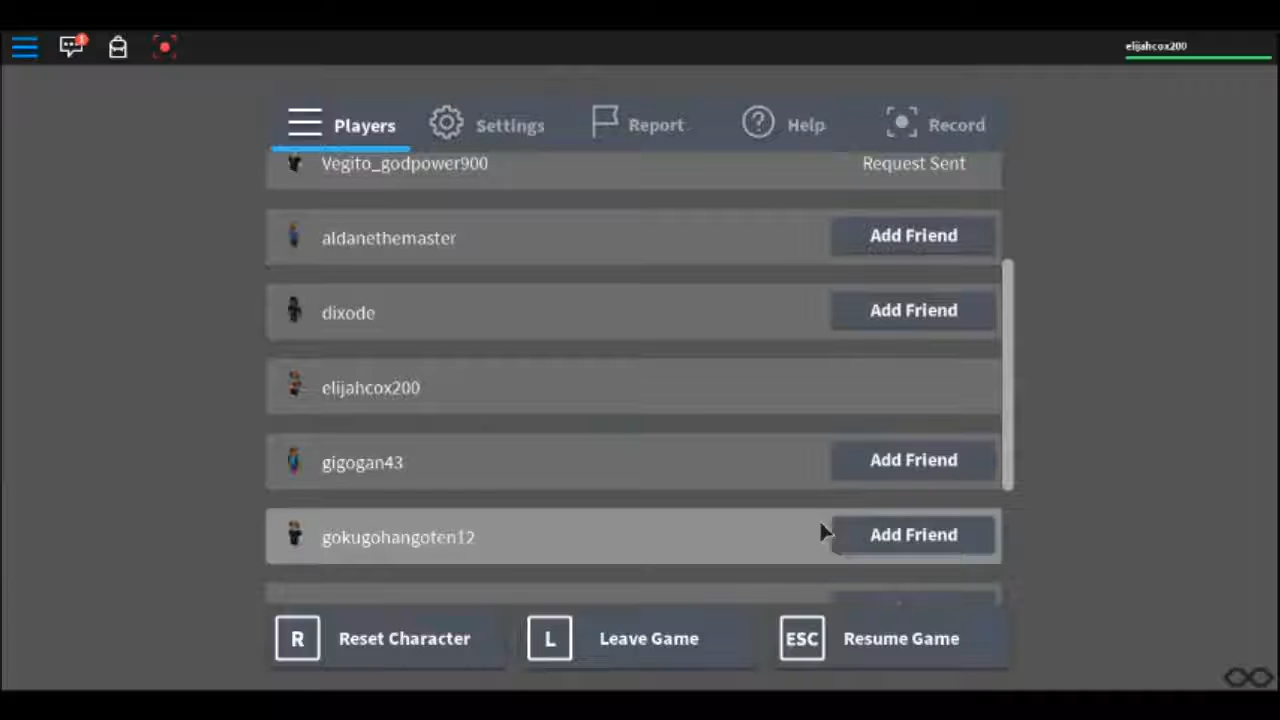 1
elijahcox200
Players Settings Report Help Record
Vegito_godpower900 Request Sent
aldanethemaster Add Friend
dixode Add Friend
elijahcox200
gigogan43 Add Friend
gokugohangoten12 Add Friend
R Reset Character L Leave Game ESC Resume Game